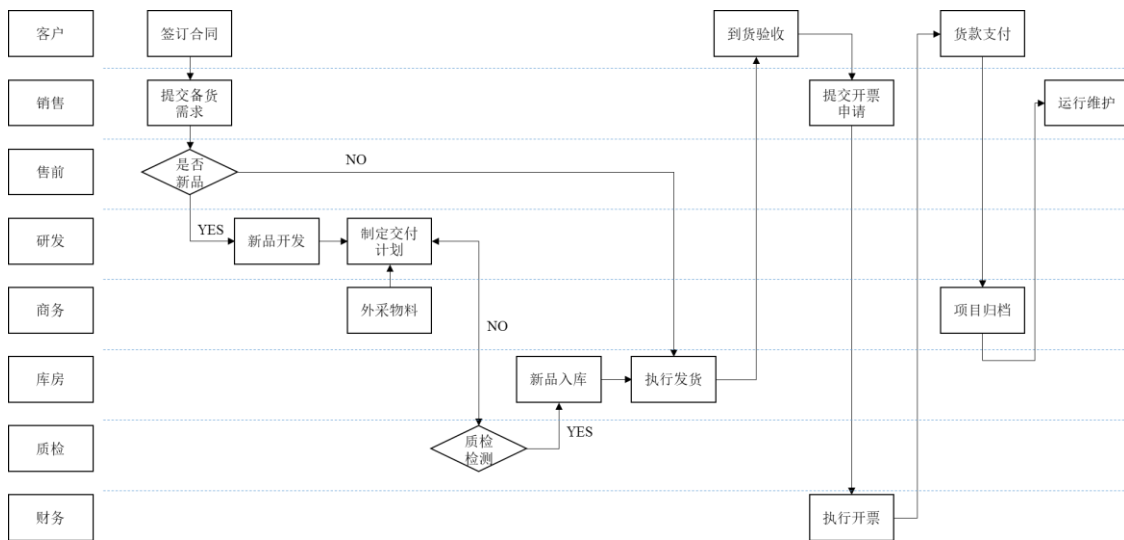 客户
签订合同
到货验收
货款支付
销售
提交备货
需求
提交开票
申请
运行维护
售前
是否
新品
NO
研发
YES
新品开发
制定交付
计划
商务
外采物料
NO
项目归档
库房
新品入库
执行发货
质检
质检
检测
YES
财务
执行开票